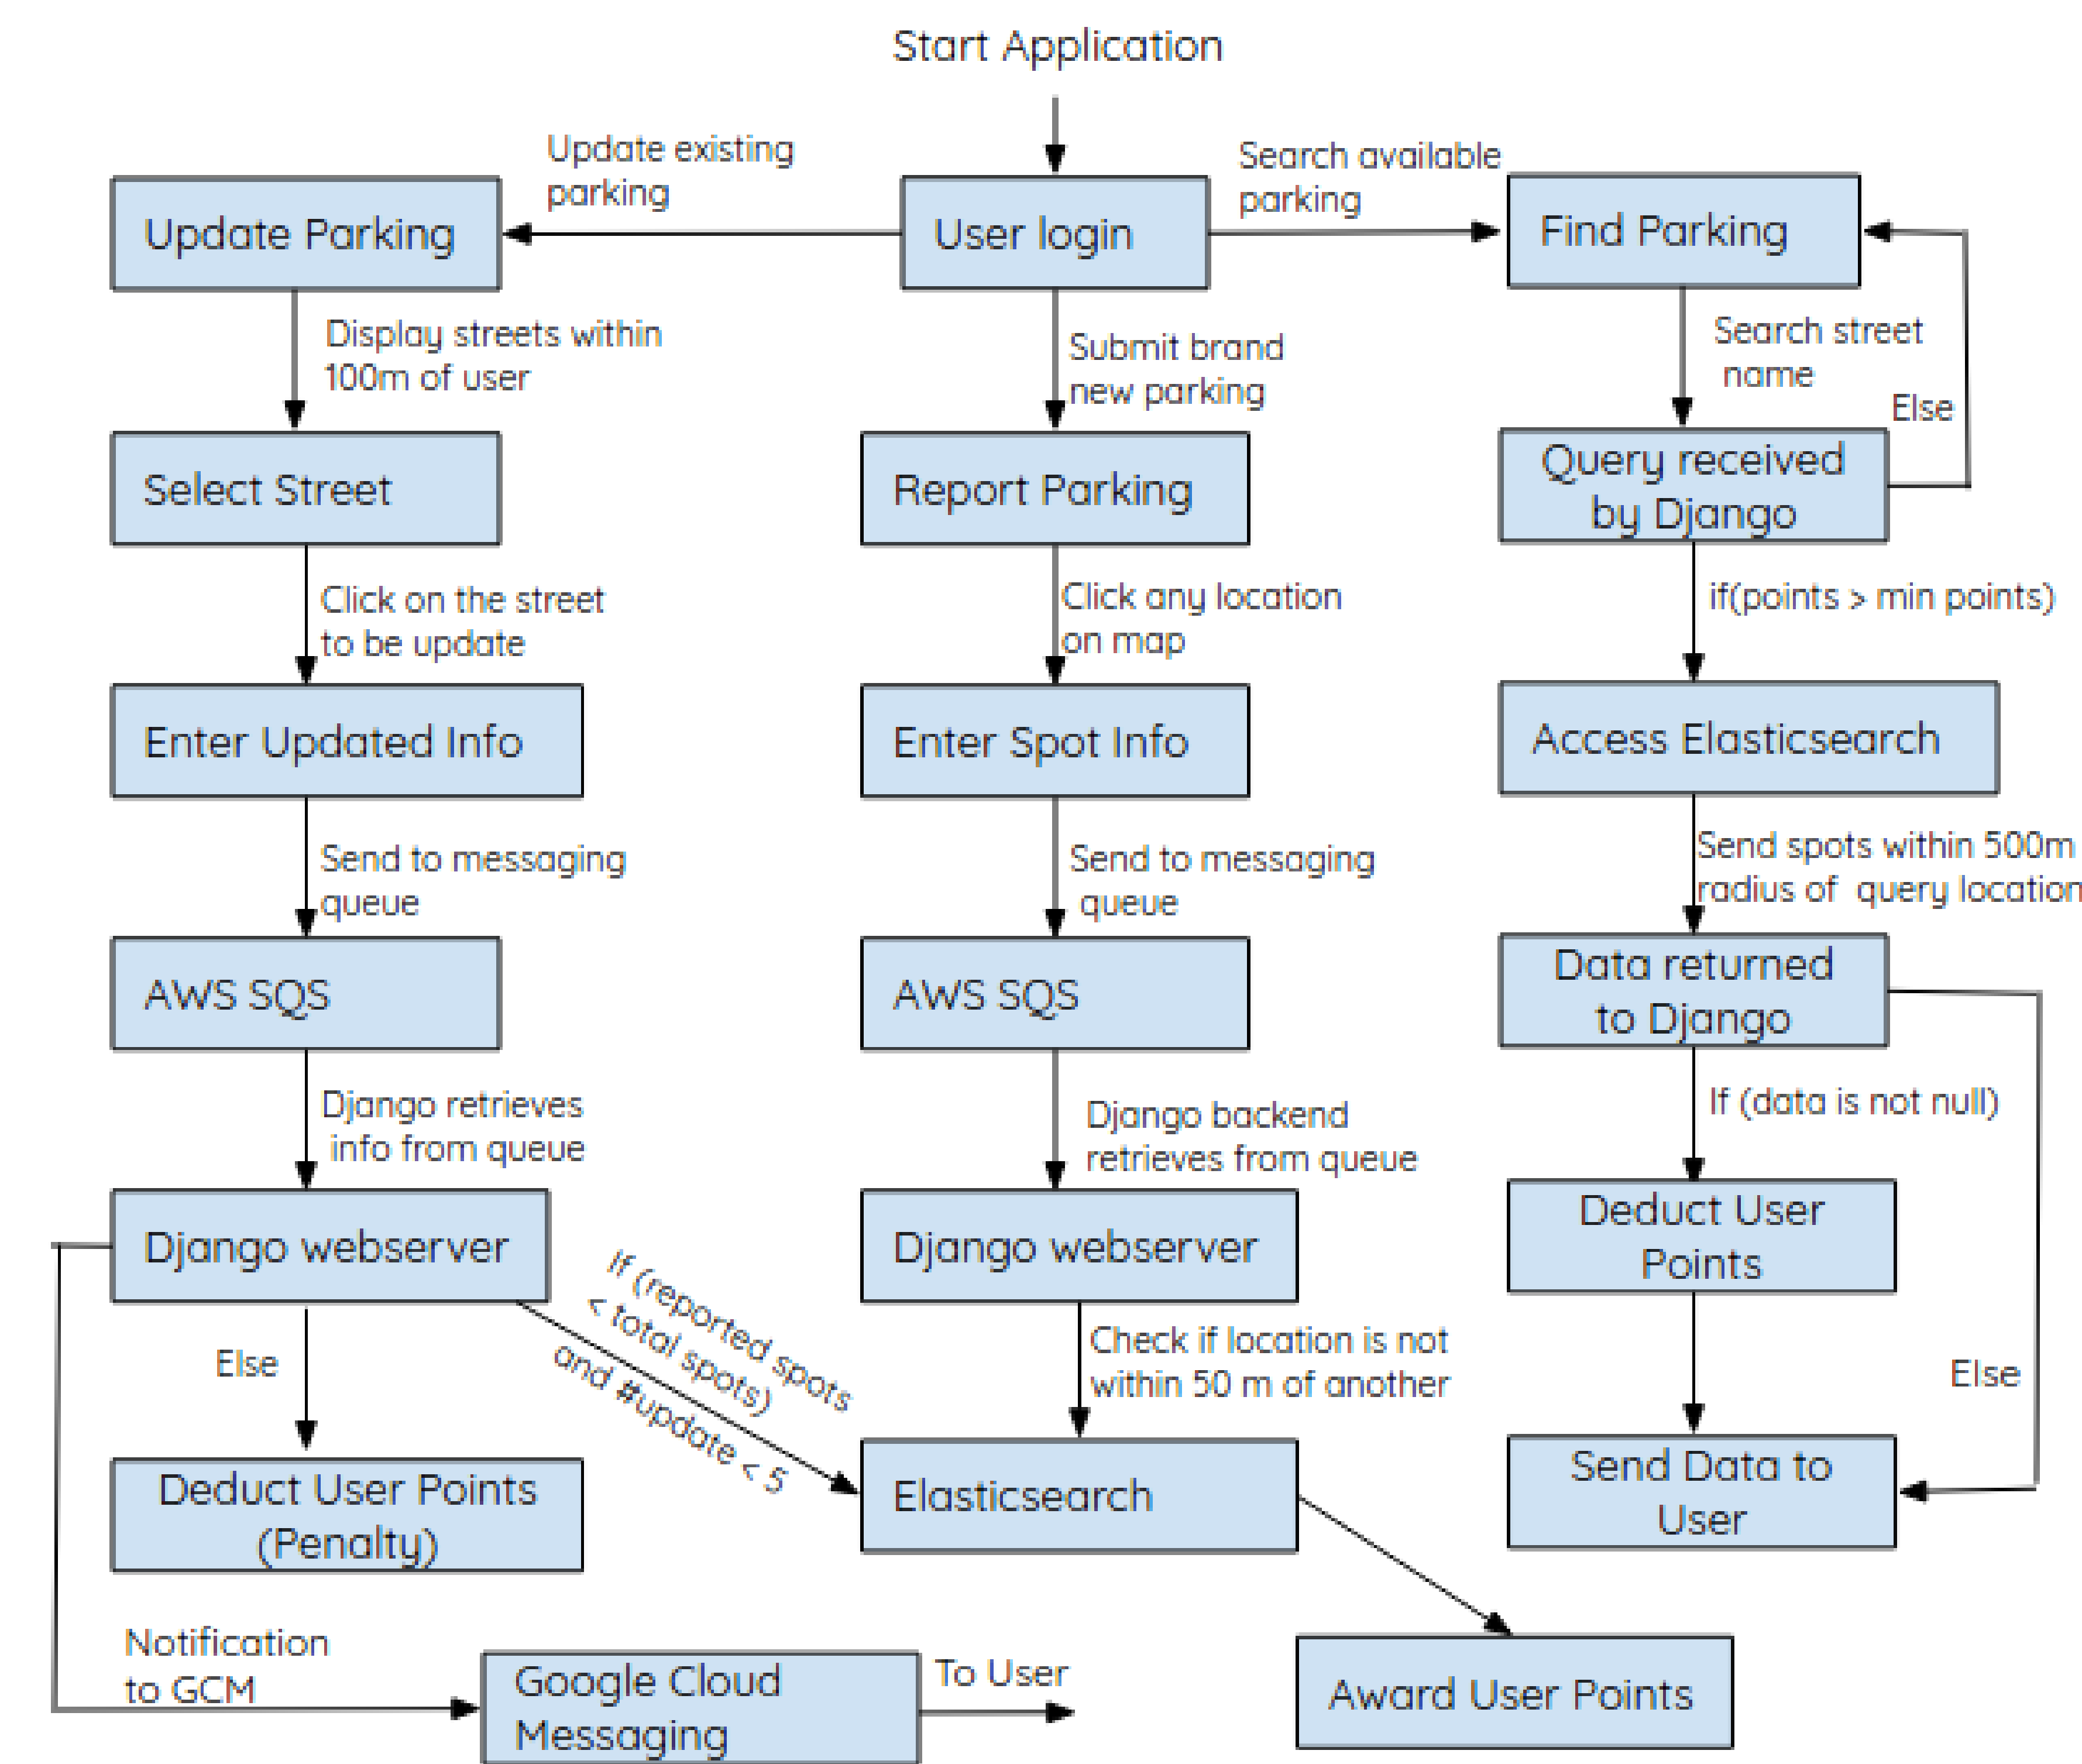 Start Application
Update existing
parking
Search available
parking
Update Parking
User login
Find Parking
Display streets within
100m of user
Submit brand
new parking
Search street
name
Else
Select Street
Report Parking
Query received
by Django
Click on the street
to be update
Click any location
on map
if(points > min points)
Enter Updated Info
Enter Spot Info
Access Elasticsearch
Send to messaging
queue
Send to messaging
queue
Send spots within 500m
radius of query location
AWS SQS
AWS SQS
Data returned
to Django
Django retrieves
info from queue
Django backend
retrieves from queue
If (data is not null)
Django webserver
Django webserver
Deduct User
Points
Else
If (reported spots
< total spots)
and #update < 5
Check if location is not
within 50 m of another
Else
Deduct User Points
(Penalty)
Elasticsearch
Send Data to
User
Notification
to GCM
Google Cloud
Messaging
To User
Award User Points